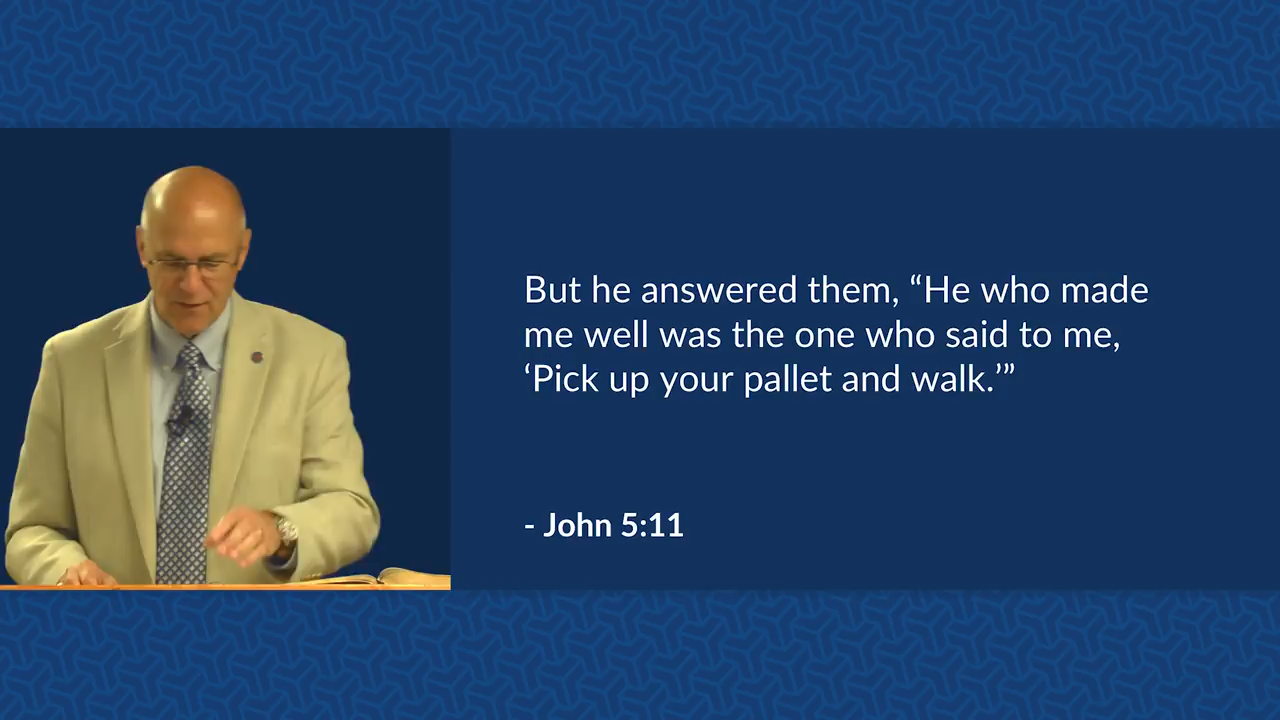 But he answered them, “He who made
me well was the one who said to me,
‘Pick up your pallet and walk.’”
- John 5:11